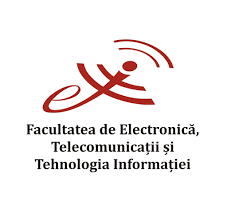 Facultatea de Electronică,
Telecomunicații și
Tehnologia Informației